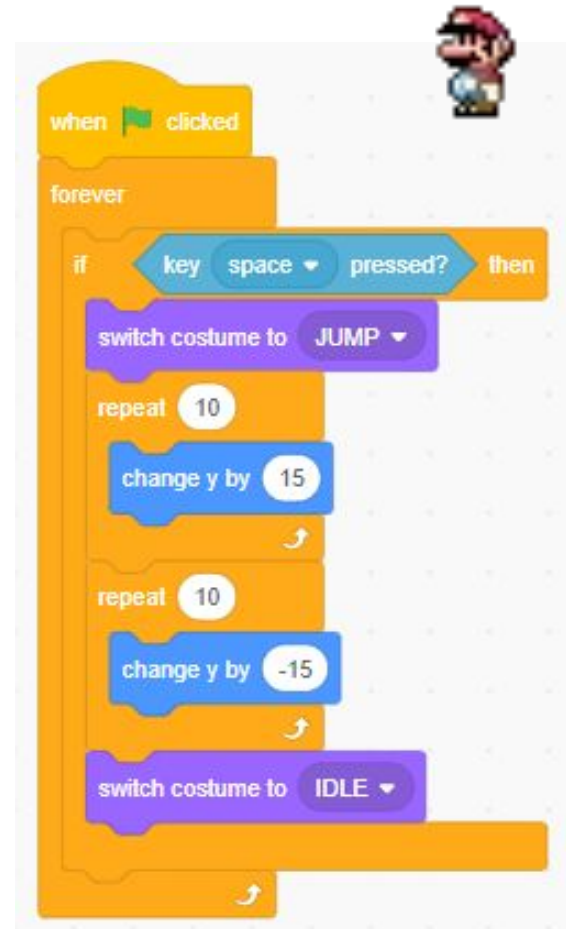 when clicked
forever
if key space pressed? then
switch costume to JUMP
repeat 10
change y by 15
repeat 10
change y by -15
switch costume to IDLE